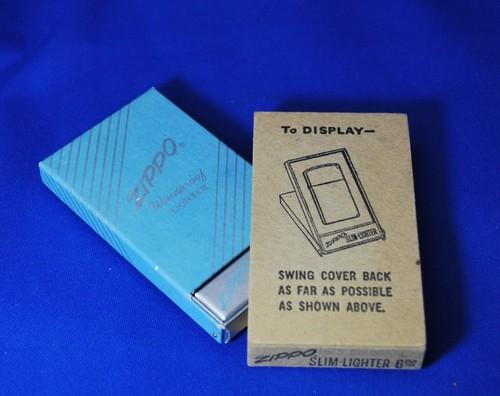 ZIPPO®
Windproof
LIGHTER
To DISPLAY—
Zippo SLIM-LIGHTER
SWING COVER BACK
AS FAR AS POSSIBLE
AS SHOWN ABOVE.
ZIPPO SLIM-LIGHTER